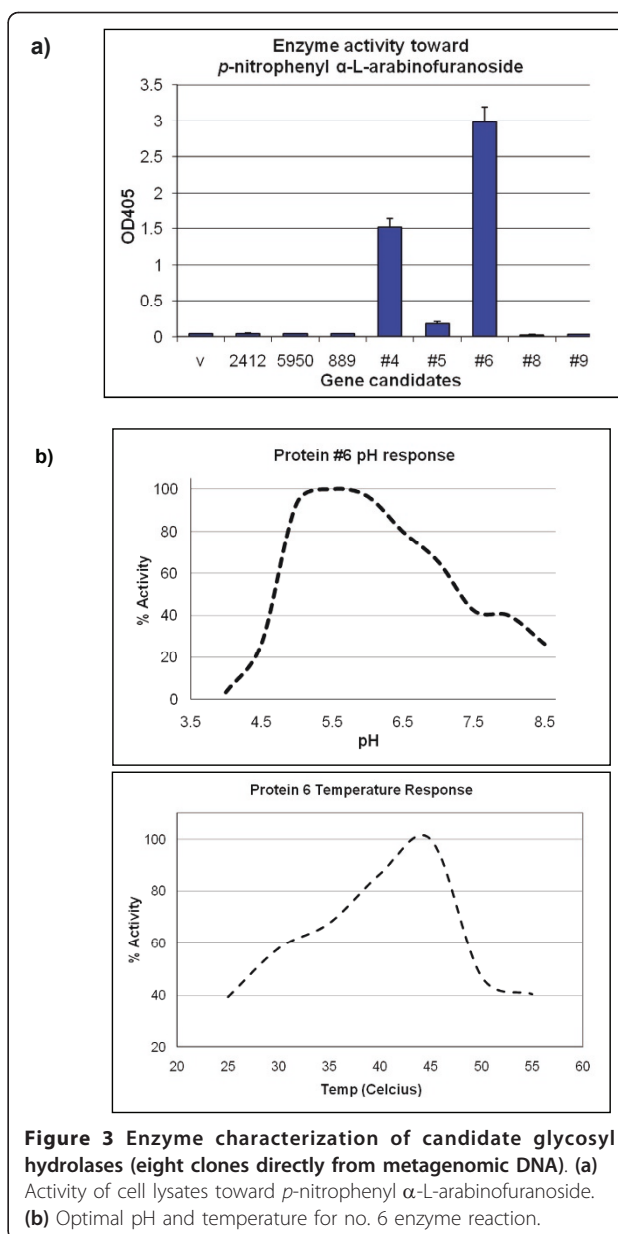 a)
Enzyme activity toward
p-nitrophenyl α-L-arabinofuranoside
3.5
3
2.5
2
1.5
1
0.5
0
OD405
v 2412 5950 889 #4 #5 #6 #8 #9
Gene candidates
b)
Protein #6 pH response
100
80
60
40
20
0
% Activity
3.5 4.5 5.5 6.5 7.5 8.5
pH
Protein 6 Temperature Response
100
80
60
40
20
% Activity
20 25 30 35 40 45 50 55 60
Temp (Celcius)
Figure 3 Enzyme characterization of candidate glycosyl
hydrolases (eight clones directly from metagenomic DNA). (a)
Activity of cell lysates toward p-nitrophenyl α-L-arabinofuranoside.
(b) Optimal pH and temperature for no. 6 enzyme reaction.